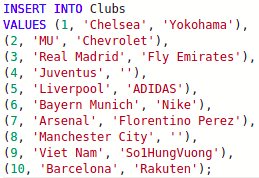 INSERT INTO Clubs
VALUES (1, 'Chelsea', 'Yokohama'),
(2, 'MU', 'Chevrolet'),
(3, 'Real Madrid', 'Fly Emirates'),
(4, 'Juventus', ''),
(5, 'Liverpool', 'ADIDAS'),
(6, 'Bayern Munich', 'Nike'),
(7, 'Arsenal', 'Florentino Perez'),
(8, 'Manchester City', ''),
(9, 'Viet Nam', 'So1HungVuong'),
(10, 'Barcelona', 'Rakuten');